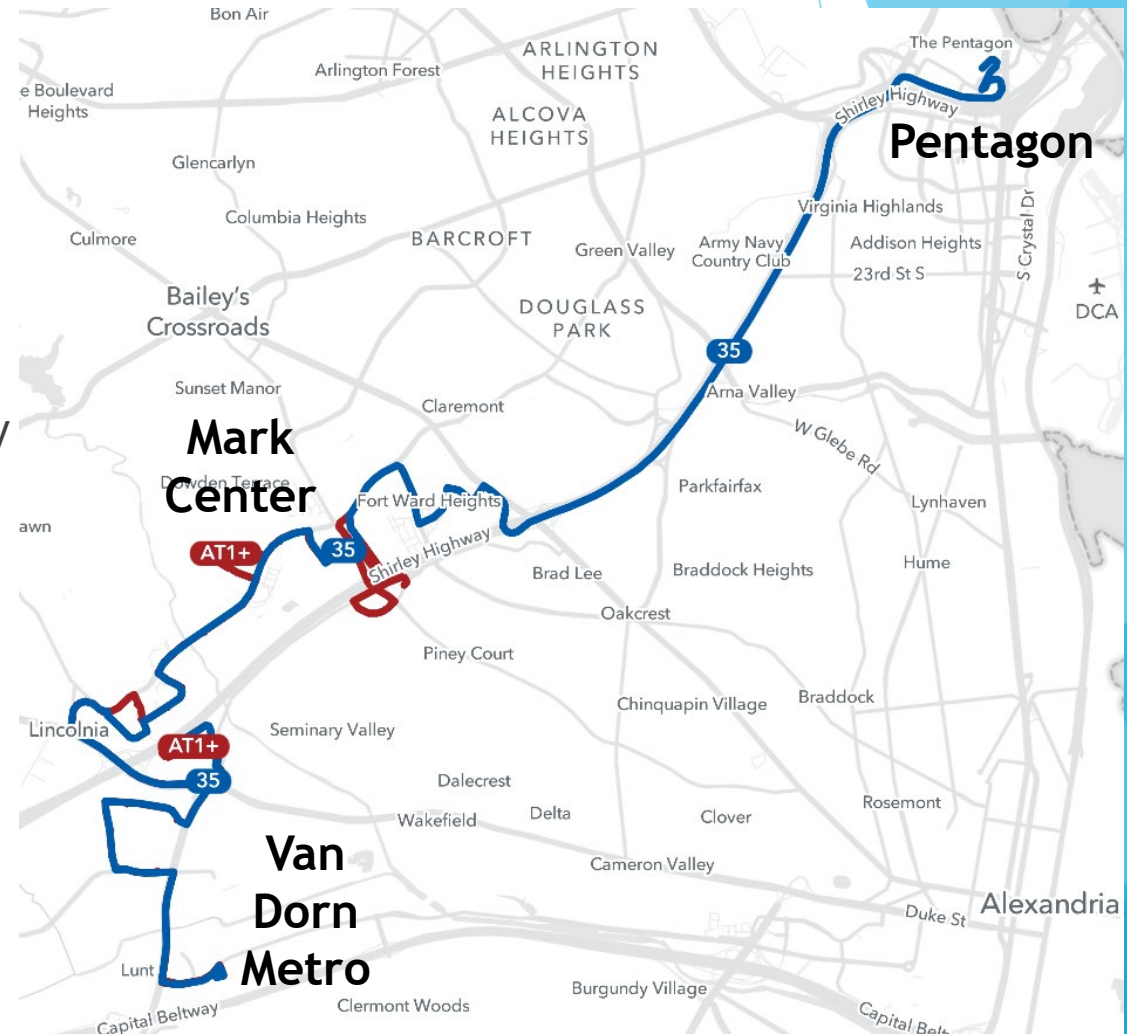 Bon Air
The Pentagon
ARLINGTON
HEIGHTS
Arlington Forest
e Boulevard
Heights
Shirley Highway
ALCOVA
HEIGHTS
Pentagon
Glencarlyn
Virginia Highlands
Columbia Heights
Culmore
BARCROFT
Green Valley
Army Navy
Country Club
Addison Heights
23rd St S
S Crystal Dr
DCA
Bailey's
Crossroads
DOUGLASS
PARK
35
Sunset Manor
Arna Valley
Claremont
y
W Glebe Rd
Mark
Center
Dowden Terrace
Fort Ward Heights
Parkfairfax
Lynhaven
awn
AT1+
35
Shirley Highway
Brad Lee
Braddock Heights
Hume
Oakcrest
Piney Court
Chinquapin Village
Braddock
Lincolnia
Seminary Valley
AT1+
35
Dalecrest
Delta
Clover
Rosemont
Wakefield
Van
Dorn
Metro
Cameron Valley
Duke St
Alexandria
Lunt
Burgundy Village
Clermont Woods
Capital Beltway
Capital Belt